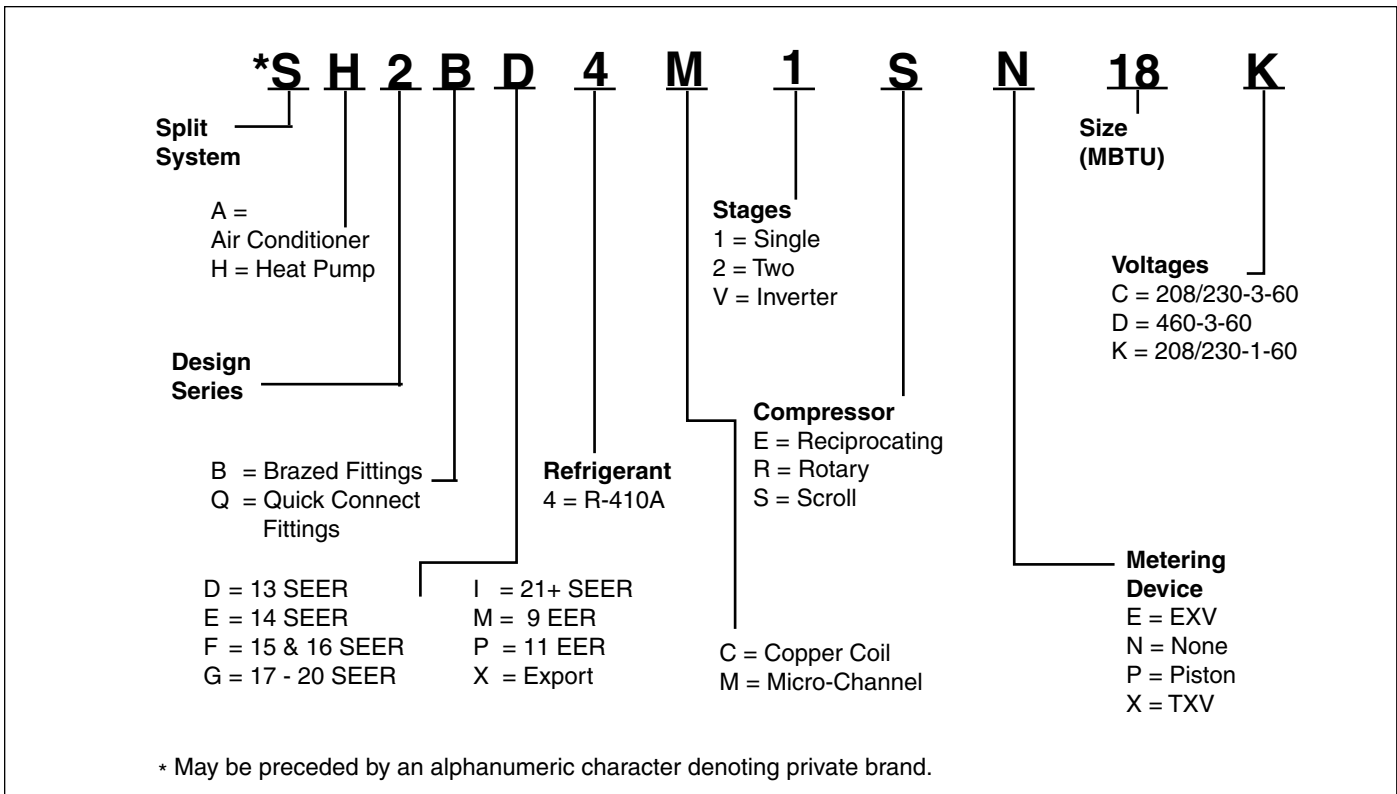 *S H 2 B D 4 M 1 S N 18 K
Split
System
A =
Air Conditioner
H = Heat Pump
Design
Series
B = Brazed Fittings
Q = Quick Connect
Fittings
D = 13 SEER
E = 14 SEER
F = 15 & 16 SEER
G = 17 - 20 SEER
I = 21+ SEER
M = 9 EER
P = 11 EER
X = Export
Refrigerant
4 = R-410A
C = Copper Coil
M = Micro-Channel
Stages
1 = Single
2 = Two
V = Inverter
Compressor
E = Reciprocating
R = Rotary
S = Scroll
Metering
Device
E = EXV
N = None
P = Piston
X = TXV
Size
(MBTU)
Voltages
C = 208/230-3-60
D = 460-3-60
K = 208/230-1-60
* May be preceded by an alphanumeric character denoting private brand.